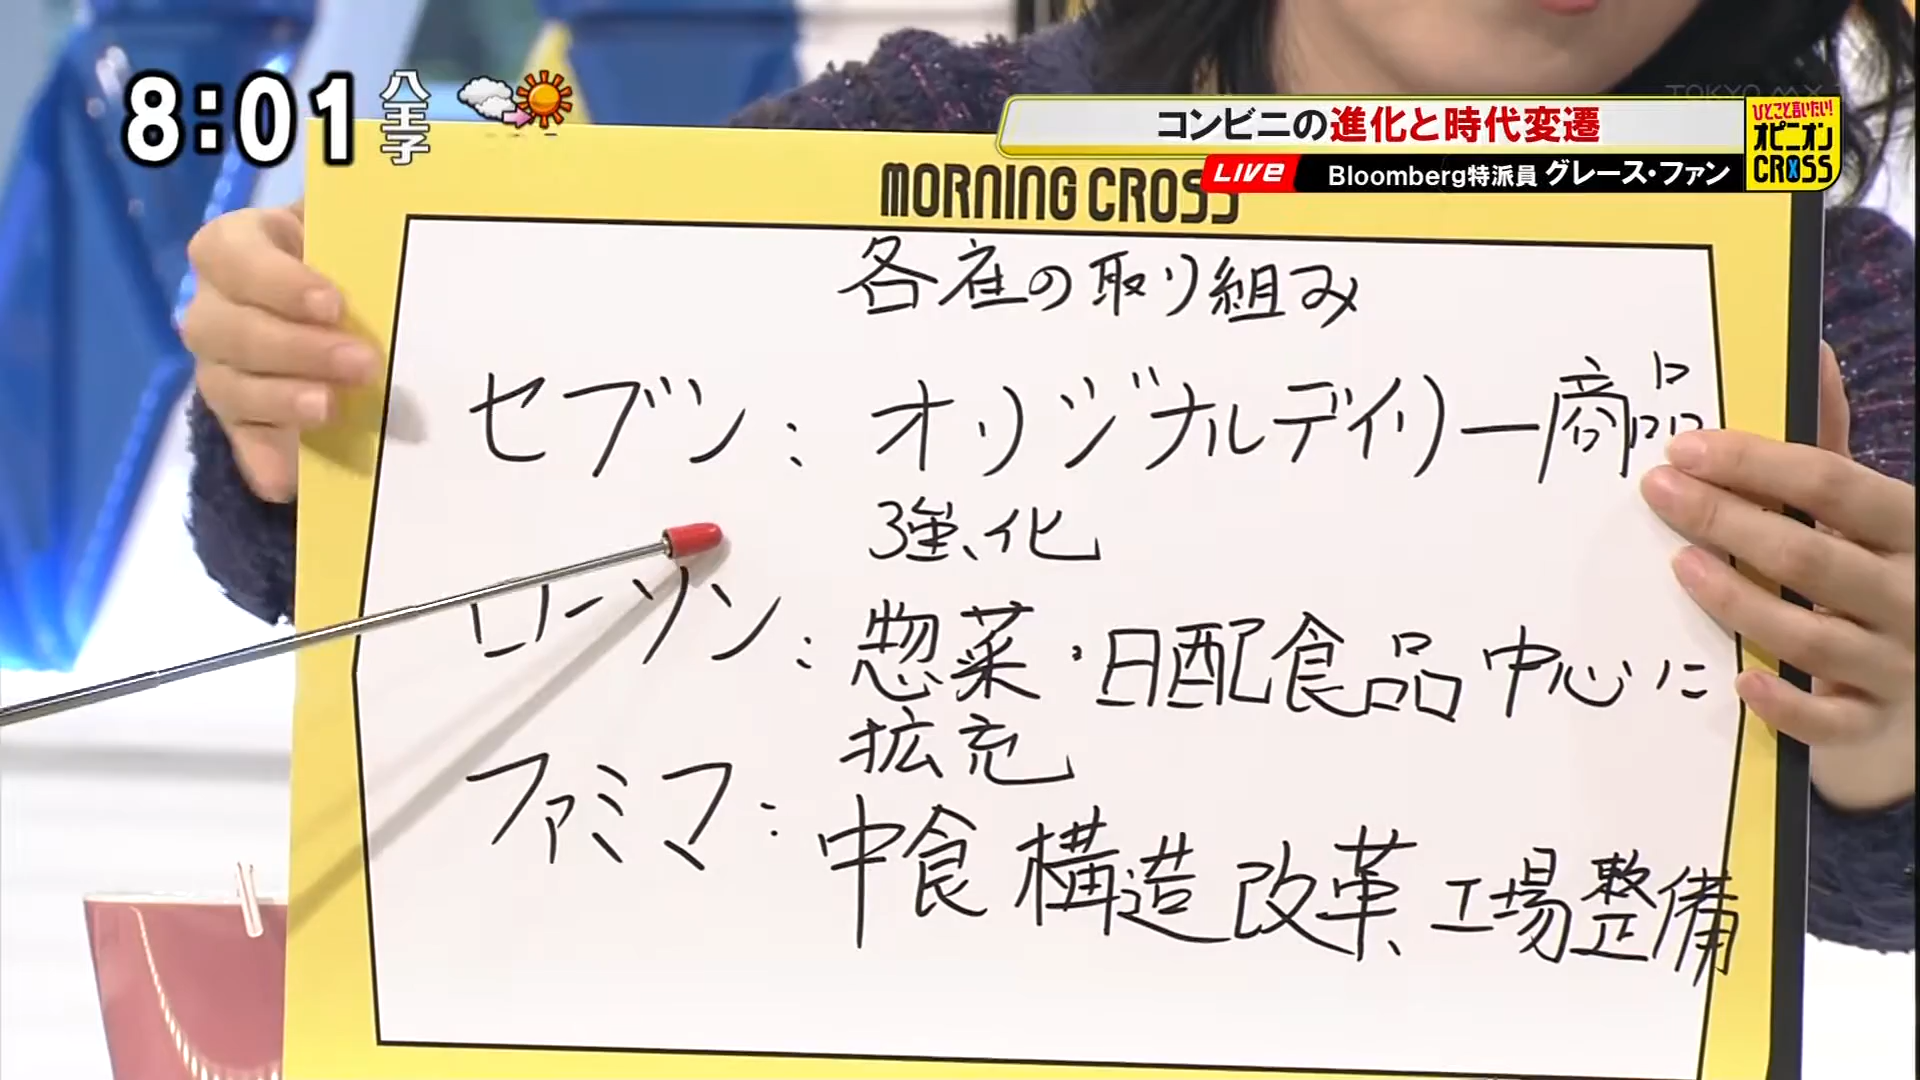 8:01
八王子
TOKYO MX
コンビニの進化と時代変遷
ひとこと言いたい!
オピニオン
CROSS
LIVE
Bloomberg特派員 グレース・ファン
MORNING CROSS
各店の取り組み
セブン: オリジナルデイリー商品
強化
ローソン: 惣菜・日配食品中心に
拡充
ファミマ: 中食構造改革、工場整備